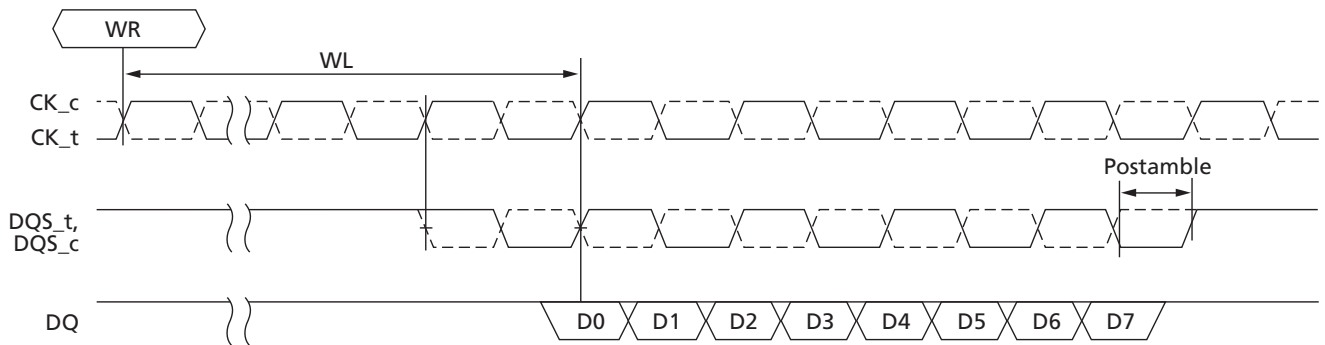 WR
WL
CK_c
CK_t
Postamble
DQS_t,
DQS_c
DQ
D0 D1 D2 D3 D4 D5 D6 D7